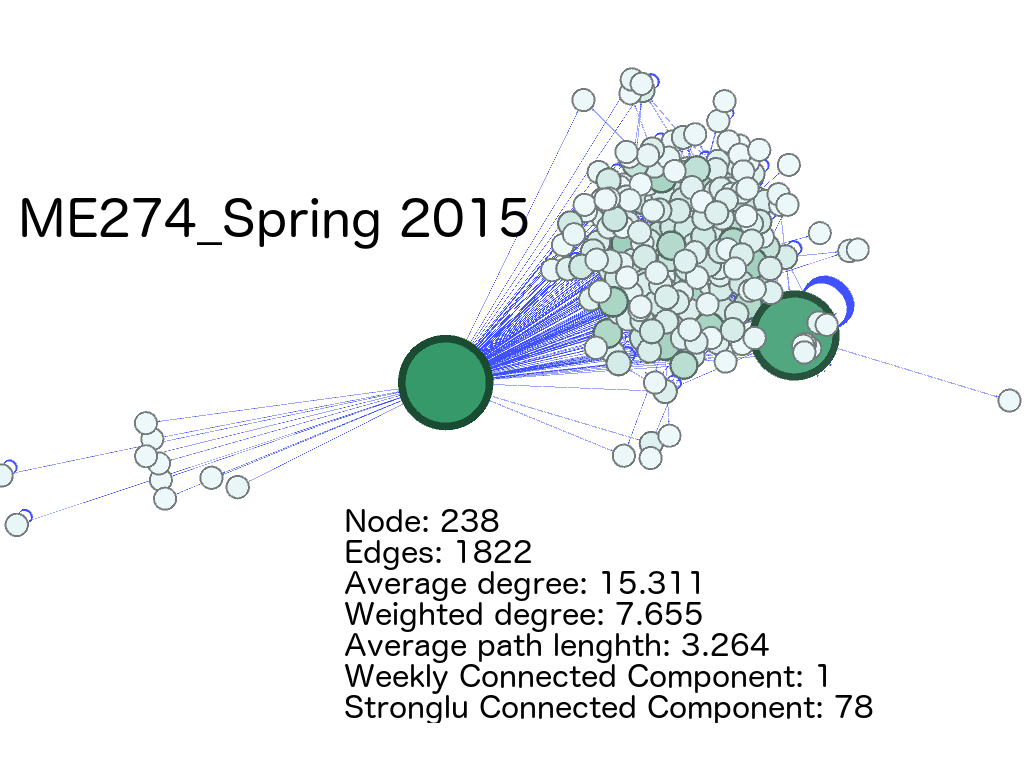 ME274_Spring 2015
Node: 238
Edges: 1822
Average degree: 15.311
Weighted degree: 7.655
Average path lenghth: 3.264
Weekly Connected Component: 1
Stronglu Connected Component: 78